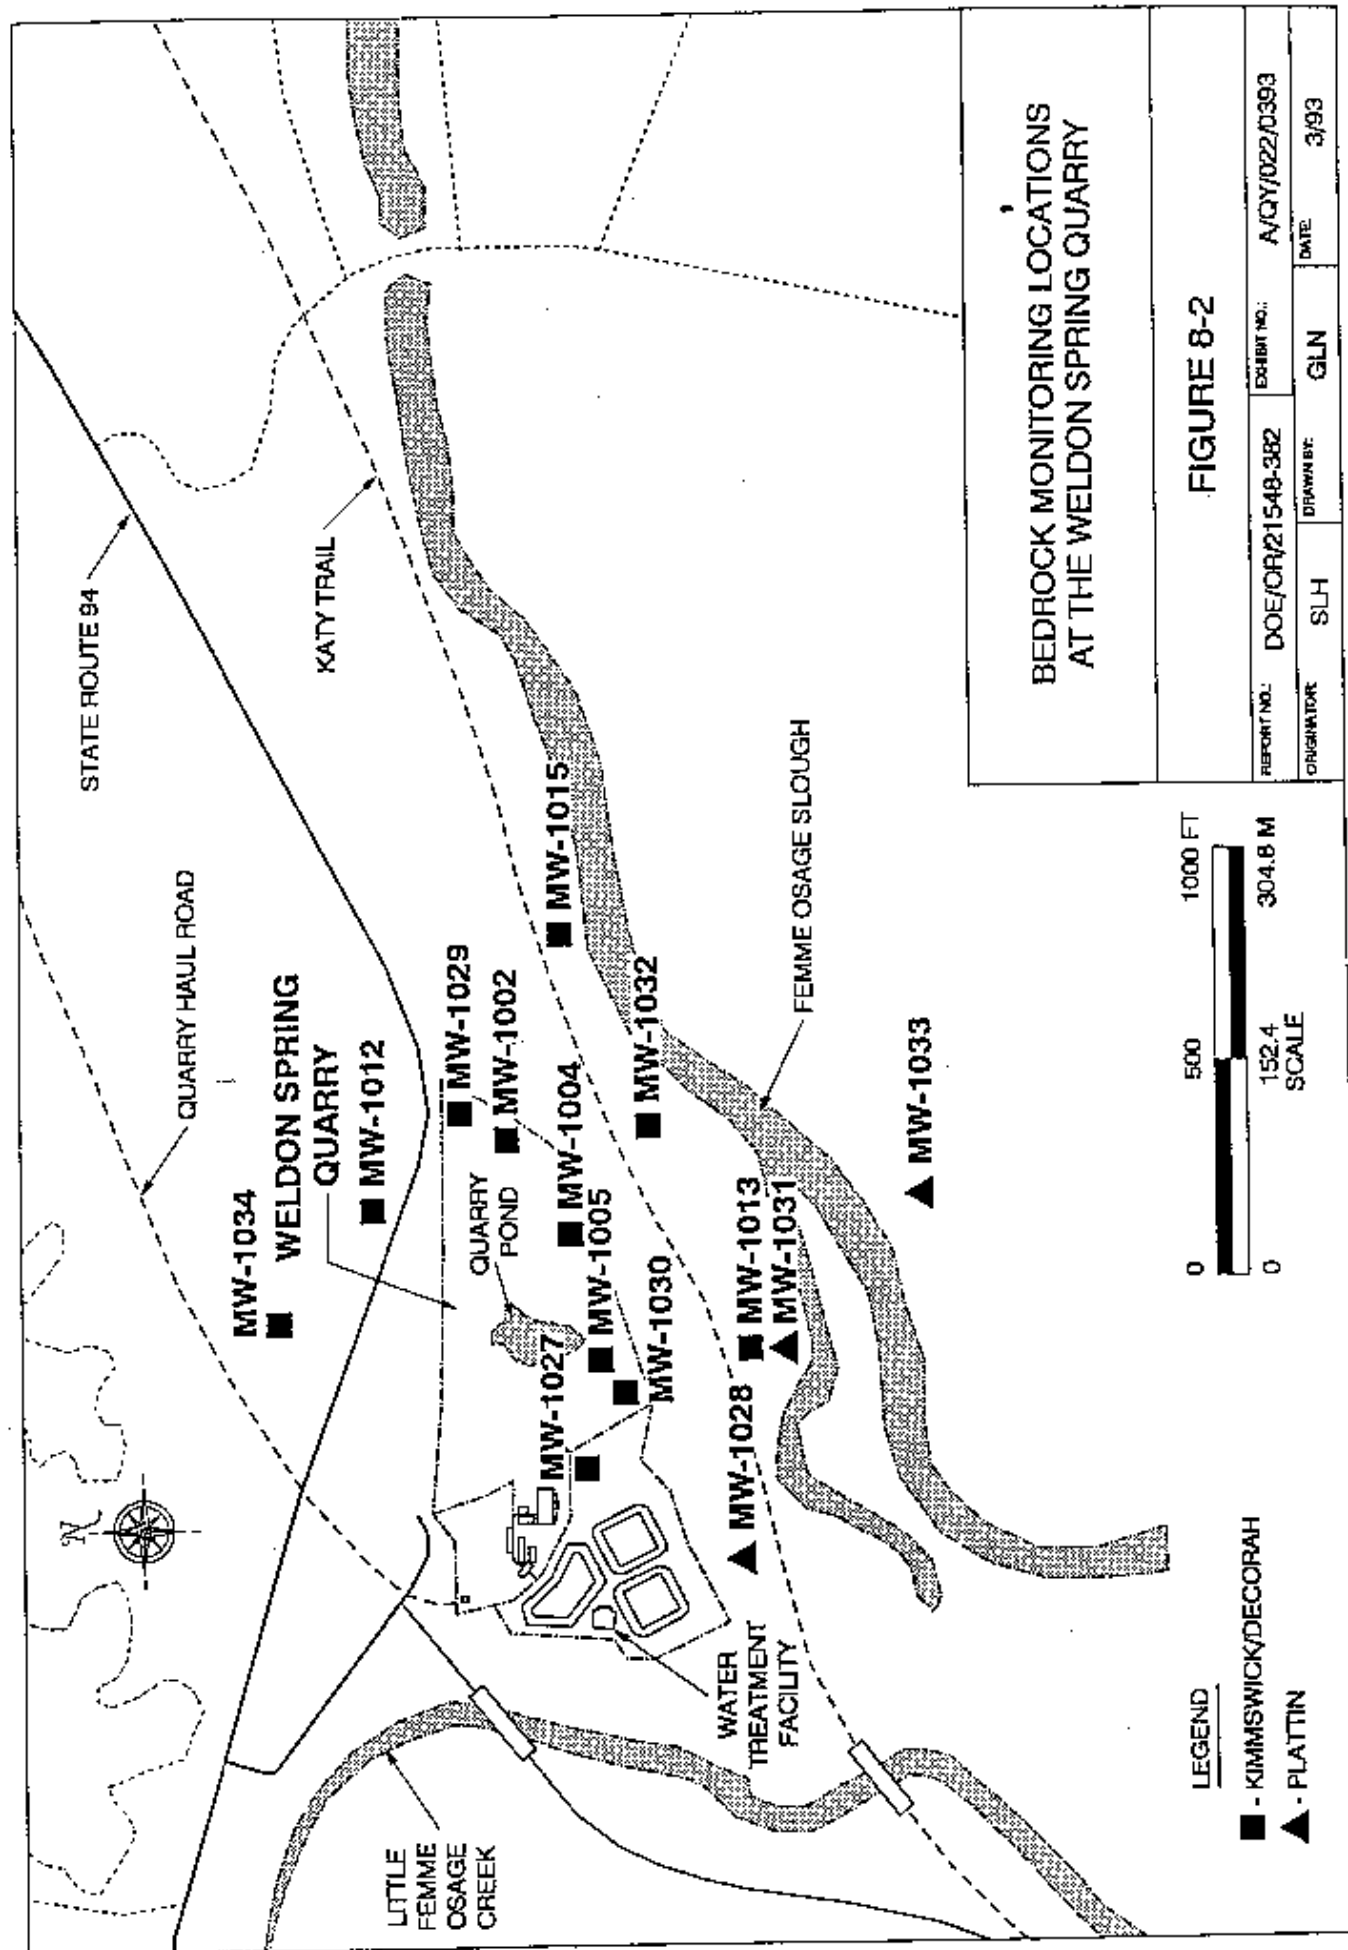 N
STATE ROUTE 94
QUARRY HAUL ROAD
KATY TRAIL
MW-1034
WELDON SPRING
QUARRY
MW-1012
MW-1029
MW-1002
QUARRY
POND
MW-1004
MW-1005
MW-1015
MW-1027
MW-1030
MW-1032
MW-1013
MW-1031
MW-1028
MW-1033
LITTLE
FEMME
OSAGE
CREEK
WATER
TREATMENT
FACILITY
FEMME OSAGE SLOUGH
LEGEND
- KIMMSWICK/DECORAH
- PLATTIN
0 500 1000 FT
0 152.4 304.8 M
SCALE
BEDROCK MONITORING LOCATIONS
AT THE WELDON SPRING QUARRY
FIGURE 8-2
REPORT NO.: DOE/OR/21548-382 EXHIBIT NO.: A/QY/022/0393
ORIGINATOR: SLH DRAWN BY: GLN DATE: 3/93